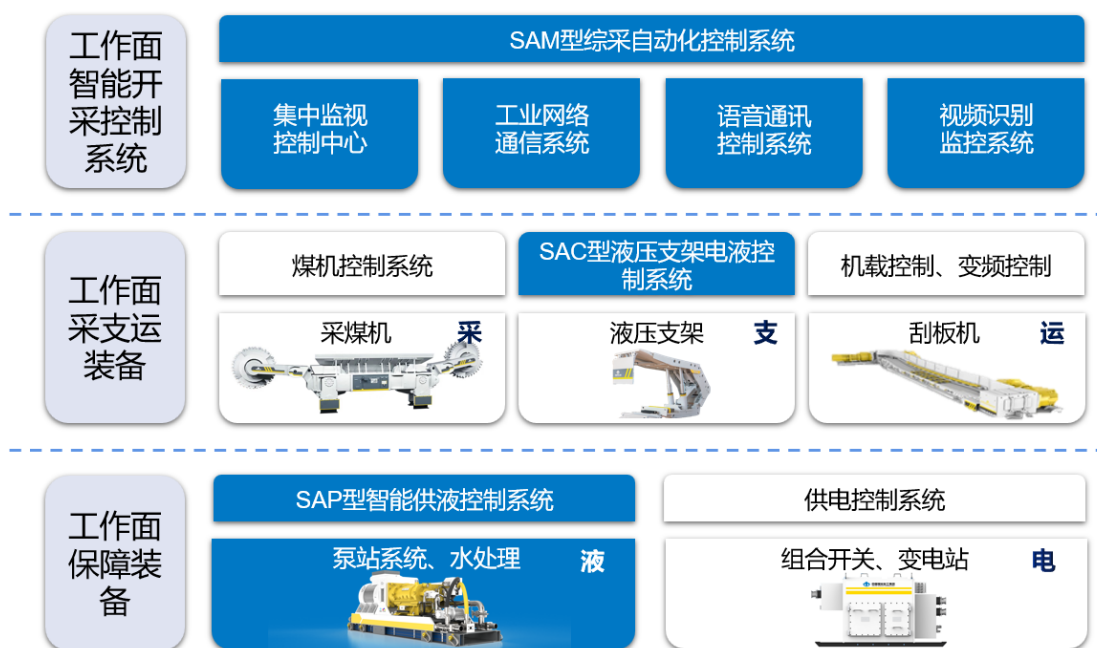 工作面
智能开
采控制
系统
SAM型综采自动化控制系统
集中监视
控制中心
工业网络
通信系统
语音通讯
控制系统
视频识别
监控系统
工作面
采支运
装备
煤机控制系统
SAC型液压支架电液控
制系统
机载控制、变频控制
采煤机
采
液压支架
支
刮板机
运
工作面
保障装
备
SAP型智能供液控制系统
供电控制系统
泵站系统、水处理
液
组合开关、变电站
电